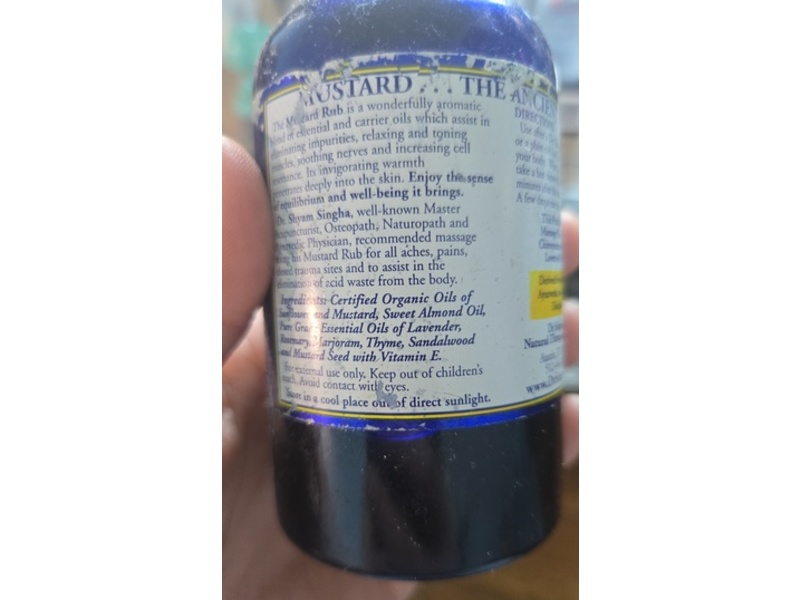 MUSTARD . . . THE ANCIEN
The Mustard Rub is a wonderfully aromatic
blend of essential and carrier oils which assist in
eliminating impurities, relaxing and toning
muscles, soothing nerves and increasing cell
Its invigorating warmth
penetrates deeply into the skin. Enjoy the sense
of equilibrium and well-being it brings.
Dr. Shyam Singha, well-known Master
Acupuncturist, Osteopath, Naturopath and
Ayurvedic Physician, recommended massage
using his Mustard Rub for all aches, pains,
trauma sites and to assist in the
elimination of acid waste from the body.
Ingredients: Certified Organic Oils of
Sunflower and Mustard, Sweet Almond Oil,
Pure Grade Essential Oils of Lavender,
Rosemary, Marjoram, Thyme, Sandalwood
and Mustard Seed with Vitamin E.
For external use only. Keep out of children's
reach. Avoid contact with eyes.
Store in a cool place out of direct sunlight.
DIRECTIO
Use after
or a
your body
take a
A few
Natural